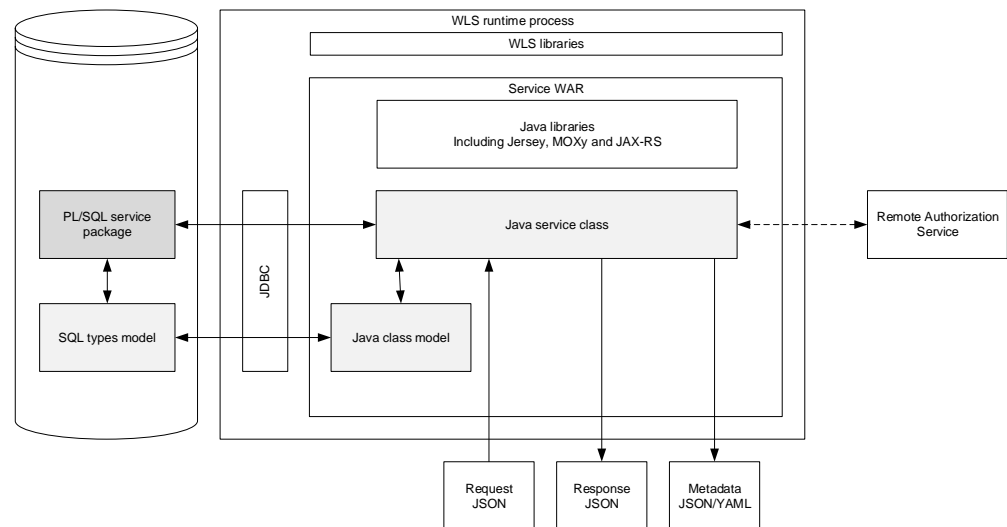 WLS runtime process
WLS libraries
Service WAR
Java libraries
Including Jersey, MOXy and JAX-RS
PL/SQL service
package
JDBC
Java service class
Remote Authorization
Service
SQL types model
Java class model
Request
JSON
Response
JSON
Metadata
JSON/YAML